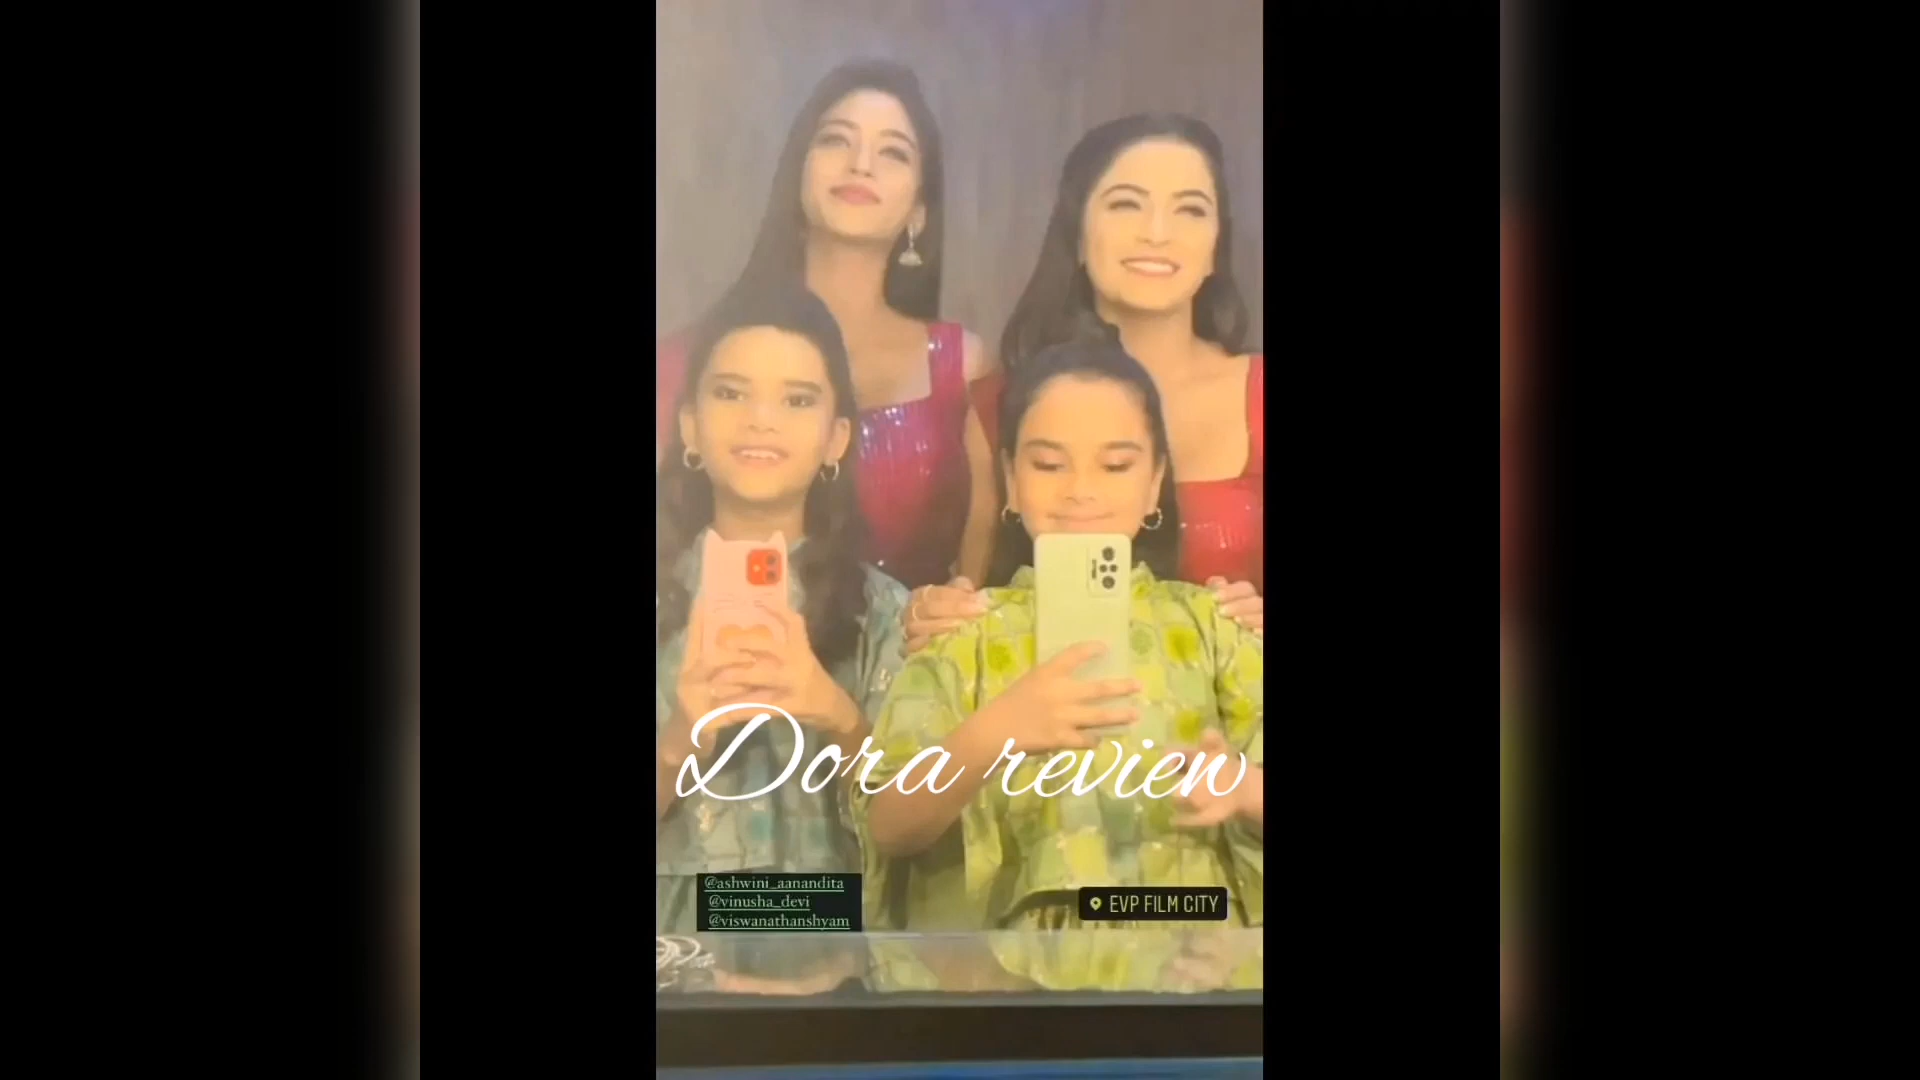 Dora review
@ashwini_aanandita
@vinusha_devi
@viswanathanshyam
EVP FILM CITY